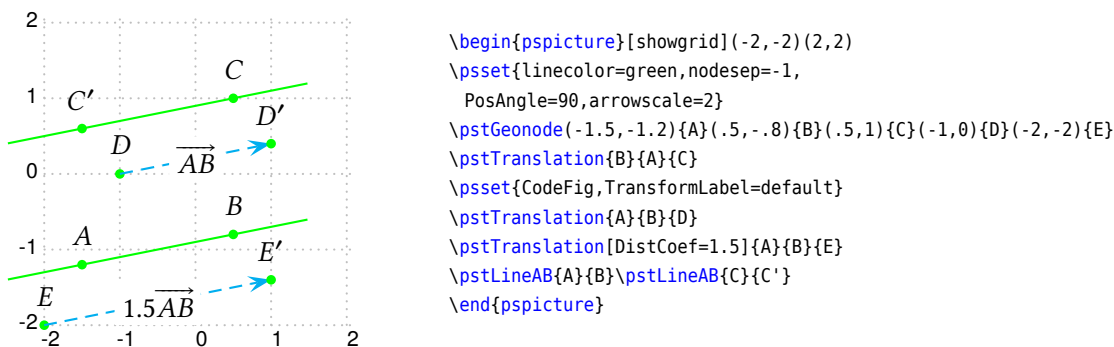 2
C
C′
1
D′
D
AB
0
B
A
-1
E′
E
1.5AB
-2
-2 -1 0 1 2
\begin{pspicture}[showgrid](-2,-2)(2,2)
\psset{linecolor=green,nodesep=-1,
PosAngle=90,arrowscale=2}
\pstGeonode(-1.5,-1.2){A}(.5,-.8){B}(.5,1){C}(-1,0){D}(-2,-2){E}
\pstTranslation{B}{A}{C}
\psset{CodeFig,TransformLabel=default}
\pstTranslation{A}{B}{D}
\pstTranslation[DistCoef=1.5]{A}{B}{E}
\pstLineAB{A}{B}\pstLineAB{C}{C'}
\end{pspicture}